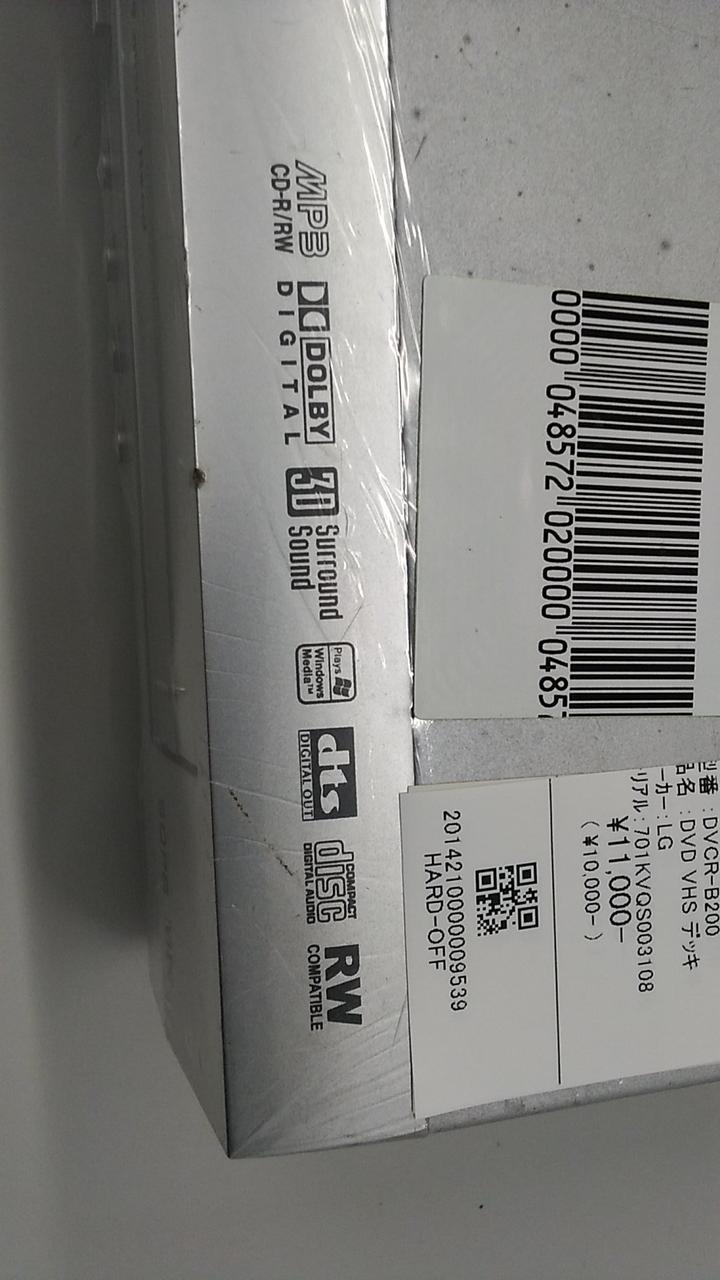 MP3
CD-R/RW
DOLBY
DIGITAL
3D Surround
Sound
Plays
Windows
Media™
dts
DIGITAL OUT
COMPACT
disc
DIGITAL AUDIO
RW
COMPATIBLE
0000 048572 020000 0485
型番 : DVCR-B200
品名 : DVD VHS デッキ
ーカー : LG
リアル : 701KVQS003108
¥11,000-
( ¥10,000- )
2014210000009539
HARD-OFF